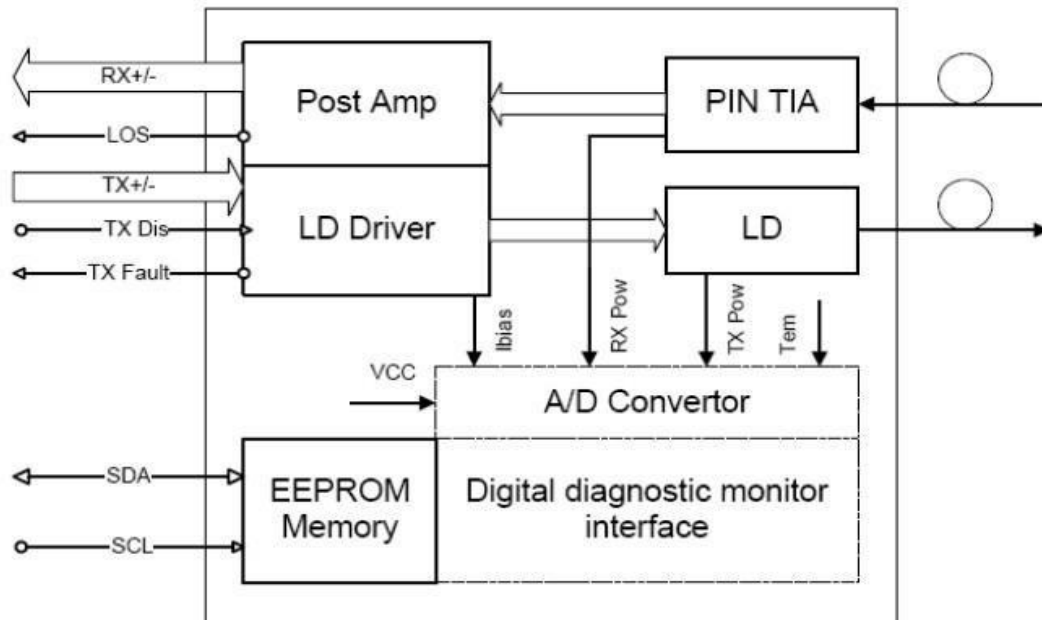 RX+/-
Post Amp
PIN TIA
LOS
TX+/-
TX Dis
LD Driver
LD
TX Fault
Ibias
RX Pow
TX Pow
Tem
VCC
A/D Convertor
SDA
EEPROM
Memory
Digital diagnostic monitor
interface
SCL